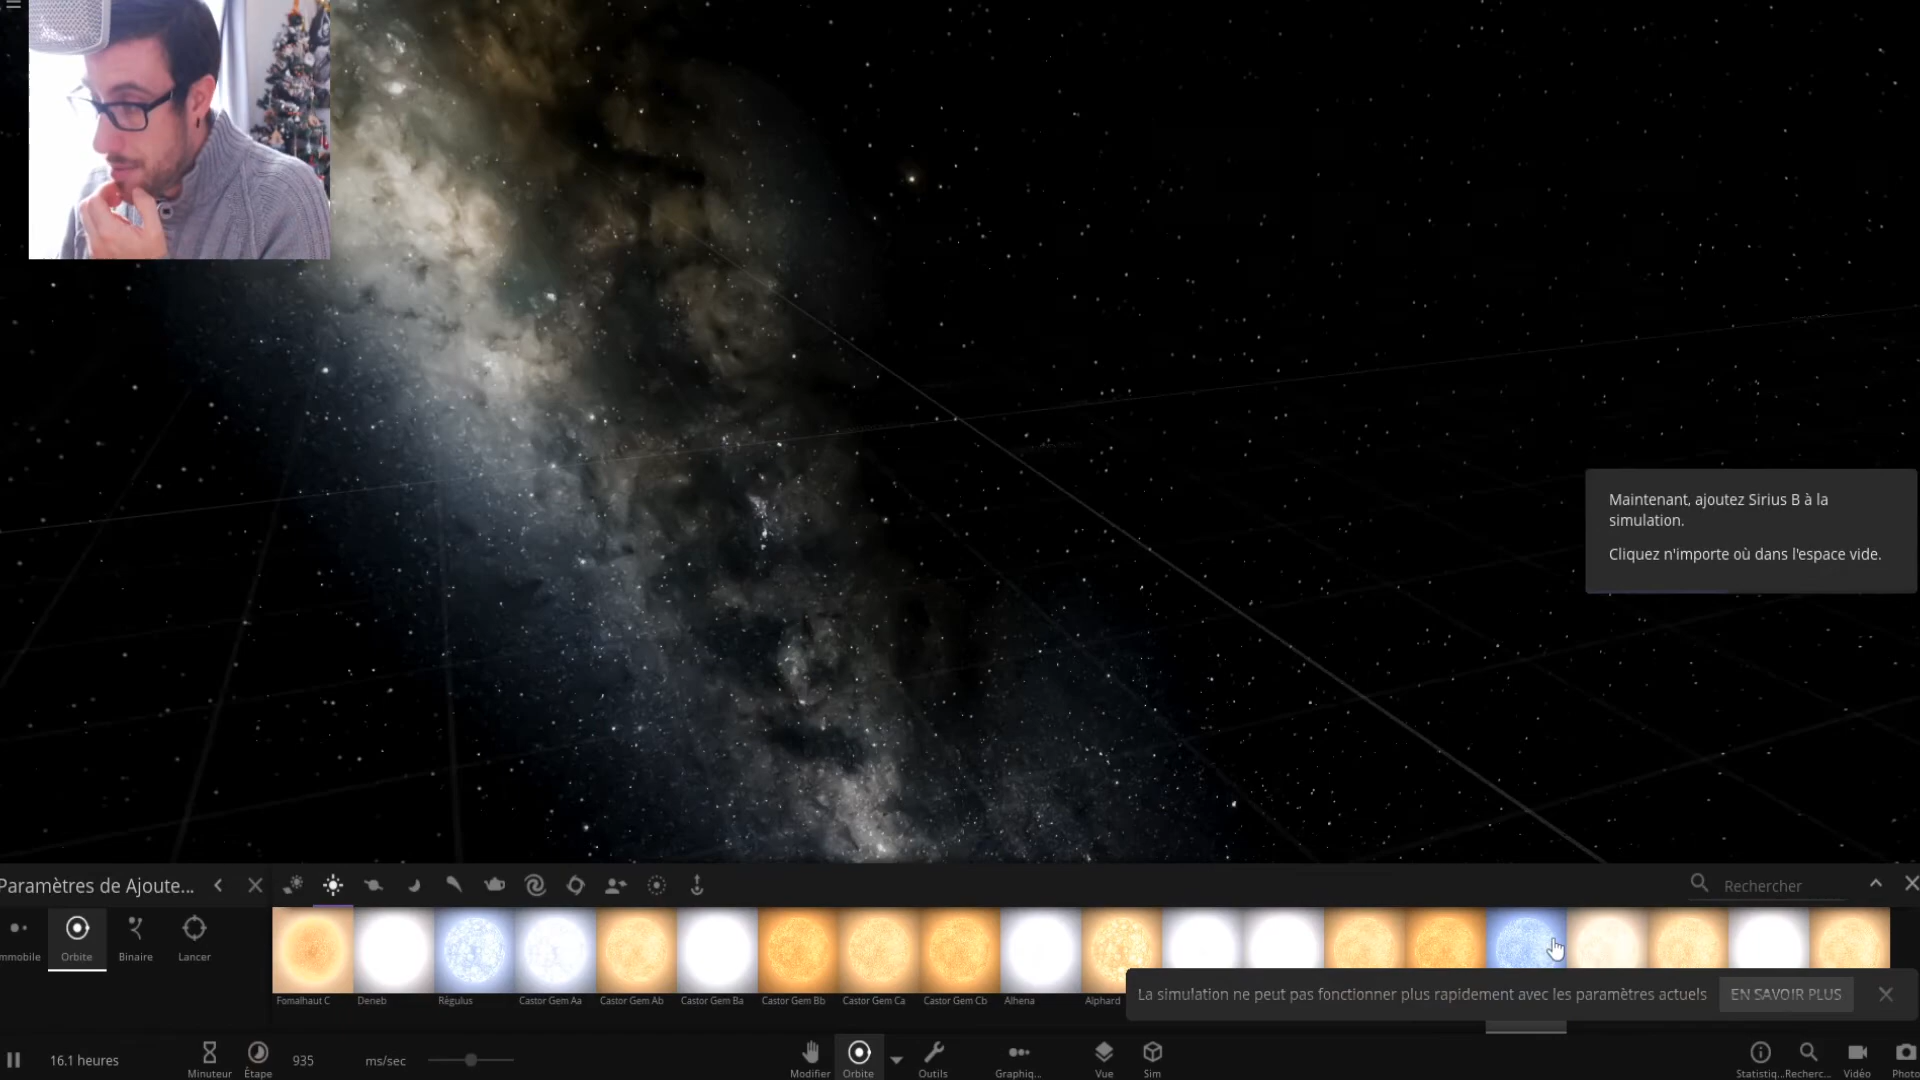 Maintenant, ajoutez Sirius B à la
simulation.
Cliquez n'importe où dans l'espace vide.
Paramètres de Ajoute...
Rechercher
mmobile
Orbite
Binaire
Lancer
Fomalhaut C
Deneb
Régulus
Castor Gem Aa
Castor Gem Ab
Castor Gem Ba
Castor Gem Bb
Castor Gem Ca
Castor Gem Cb
Alhena
Alphard
La simulation ne peut pas fonctionner plus rapidement avec les paramètres actuels
EN SAVOIR PLUS
16.1 heures
Minuteur
Étape
935
ms/sec
Modifier
Orbite
Outils
Graphiq...
Vue
Sim
Statistiq...
Recherc...
Vidéo
Photo